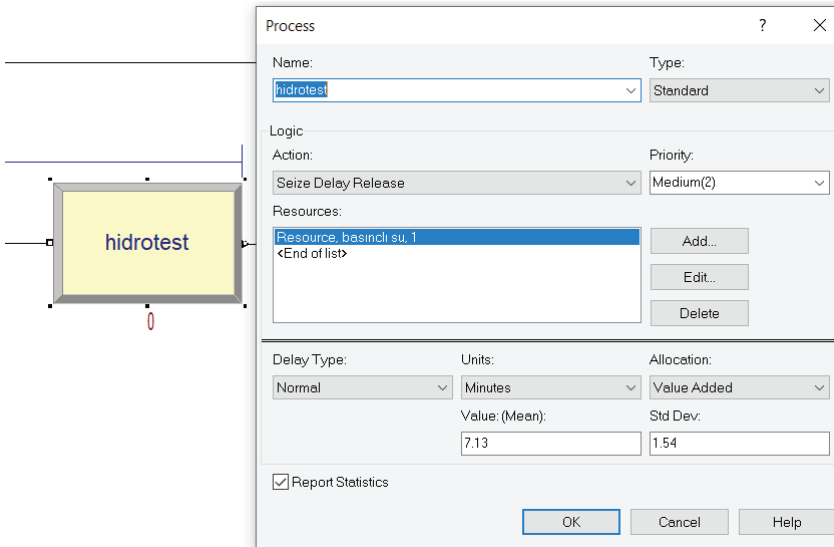 Process
Name:
Type:
hidrotest
Standard
Logic
Action:
Priority:
Seize Delay Release
Medium(2)
Resources:
Resource, basınclı su, 1
<End of list>
Add...
Edit...
Delete
hidrotest
0
Delay Type:
Units:
Allocation:
Normal
Minutes
Value Added
Value: (Mean):
Std Dev:
7.13
1.54
Report Statistics
OK
Cancel
Help